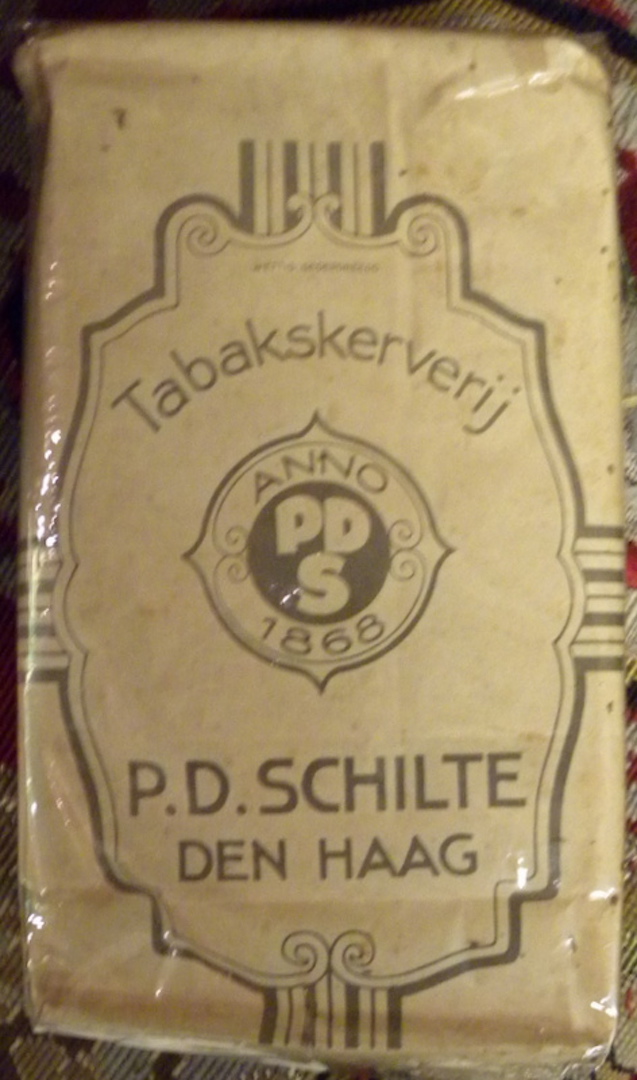 Tabakskerverij
ANNO
PD
S
1868
P.D. SCHILTE
DEN HAAG